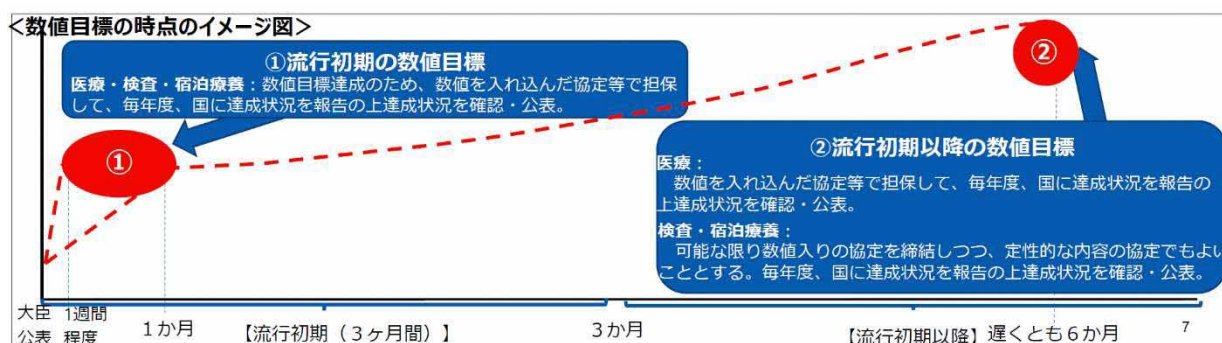 <数値目標の時点のイメージ図>
①流行初期の数値目標
医療・検査・宿泊療養：数値目標達成のため、数値を入れ込んだ協定等で担保
して、毎年度、国に達成状況を報告の上達成状況を確認・公表。
②
①
②流行初期以降の数値目標
医療：
数値を入れ込んだ協定等で担保して、毎年度、国に達成状況を報告の
上達成状況を確認・公表。
検査・宿泊療養：
可能な限り数値入りの協定を締結しつつ、定性的な内容の協定でもよい
こととする。毎年度、国に達成状況を報告の上達成状況を確認・公表。
大臣
公表
1週間
程度
１か月
【流行初期（３ヶ月間）】
３か月
【流行初期以降】
遅くとも６か月
7